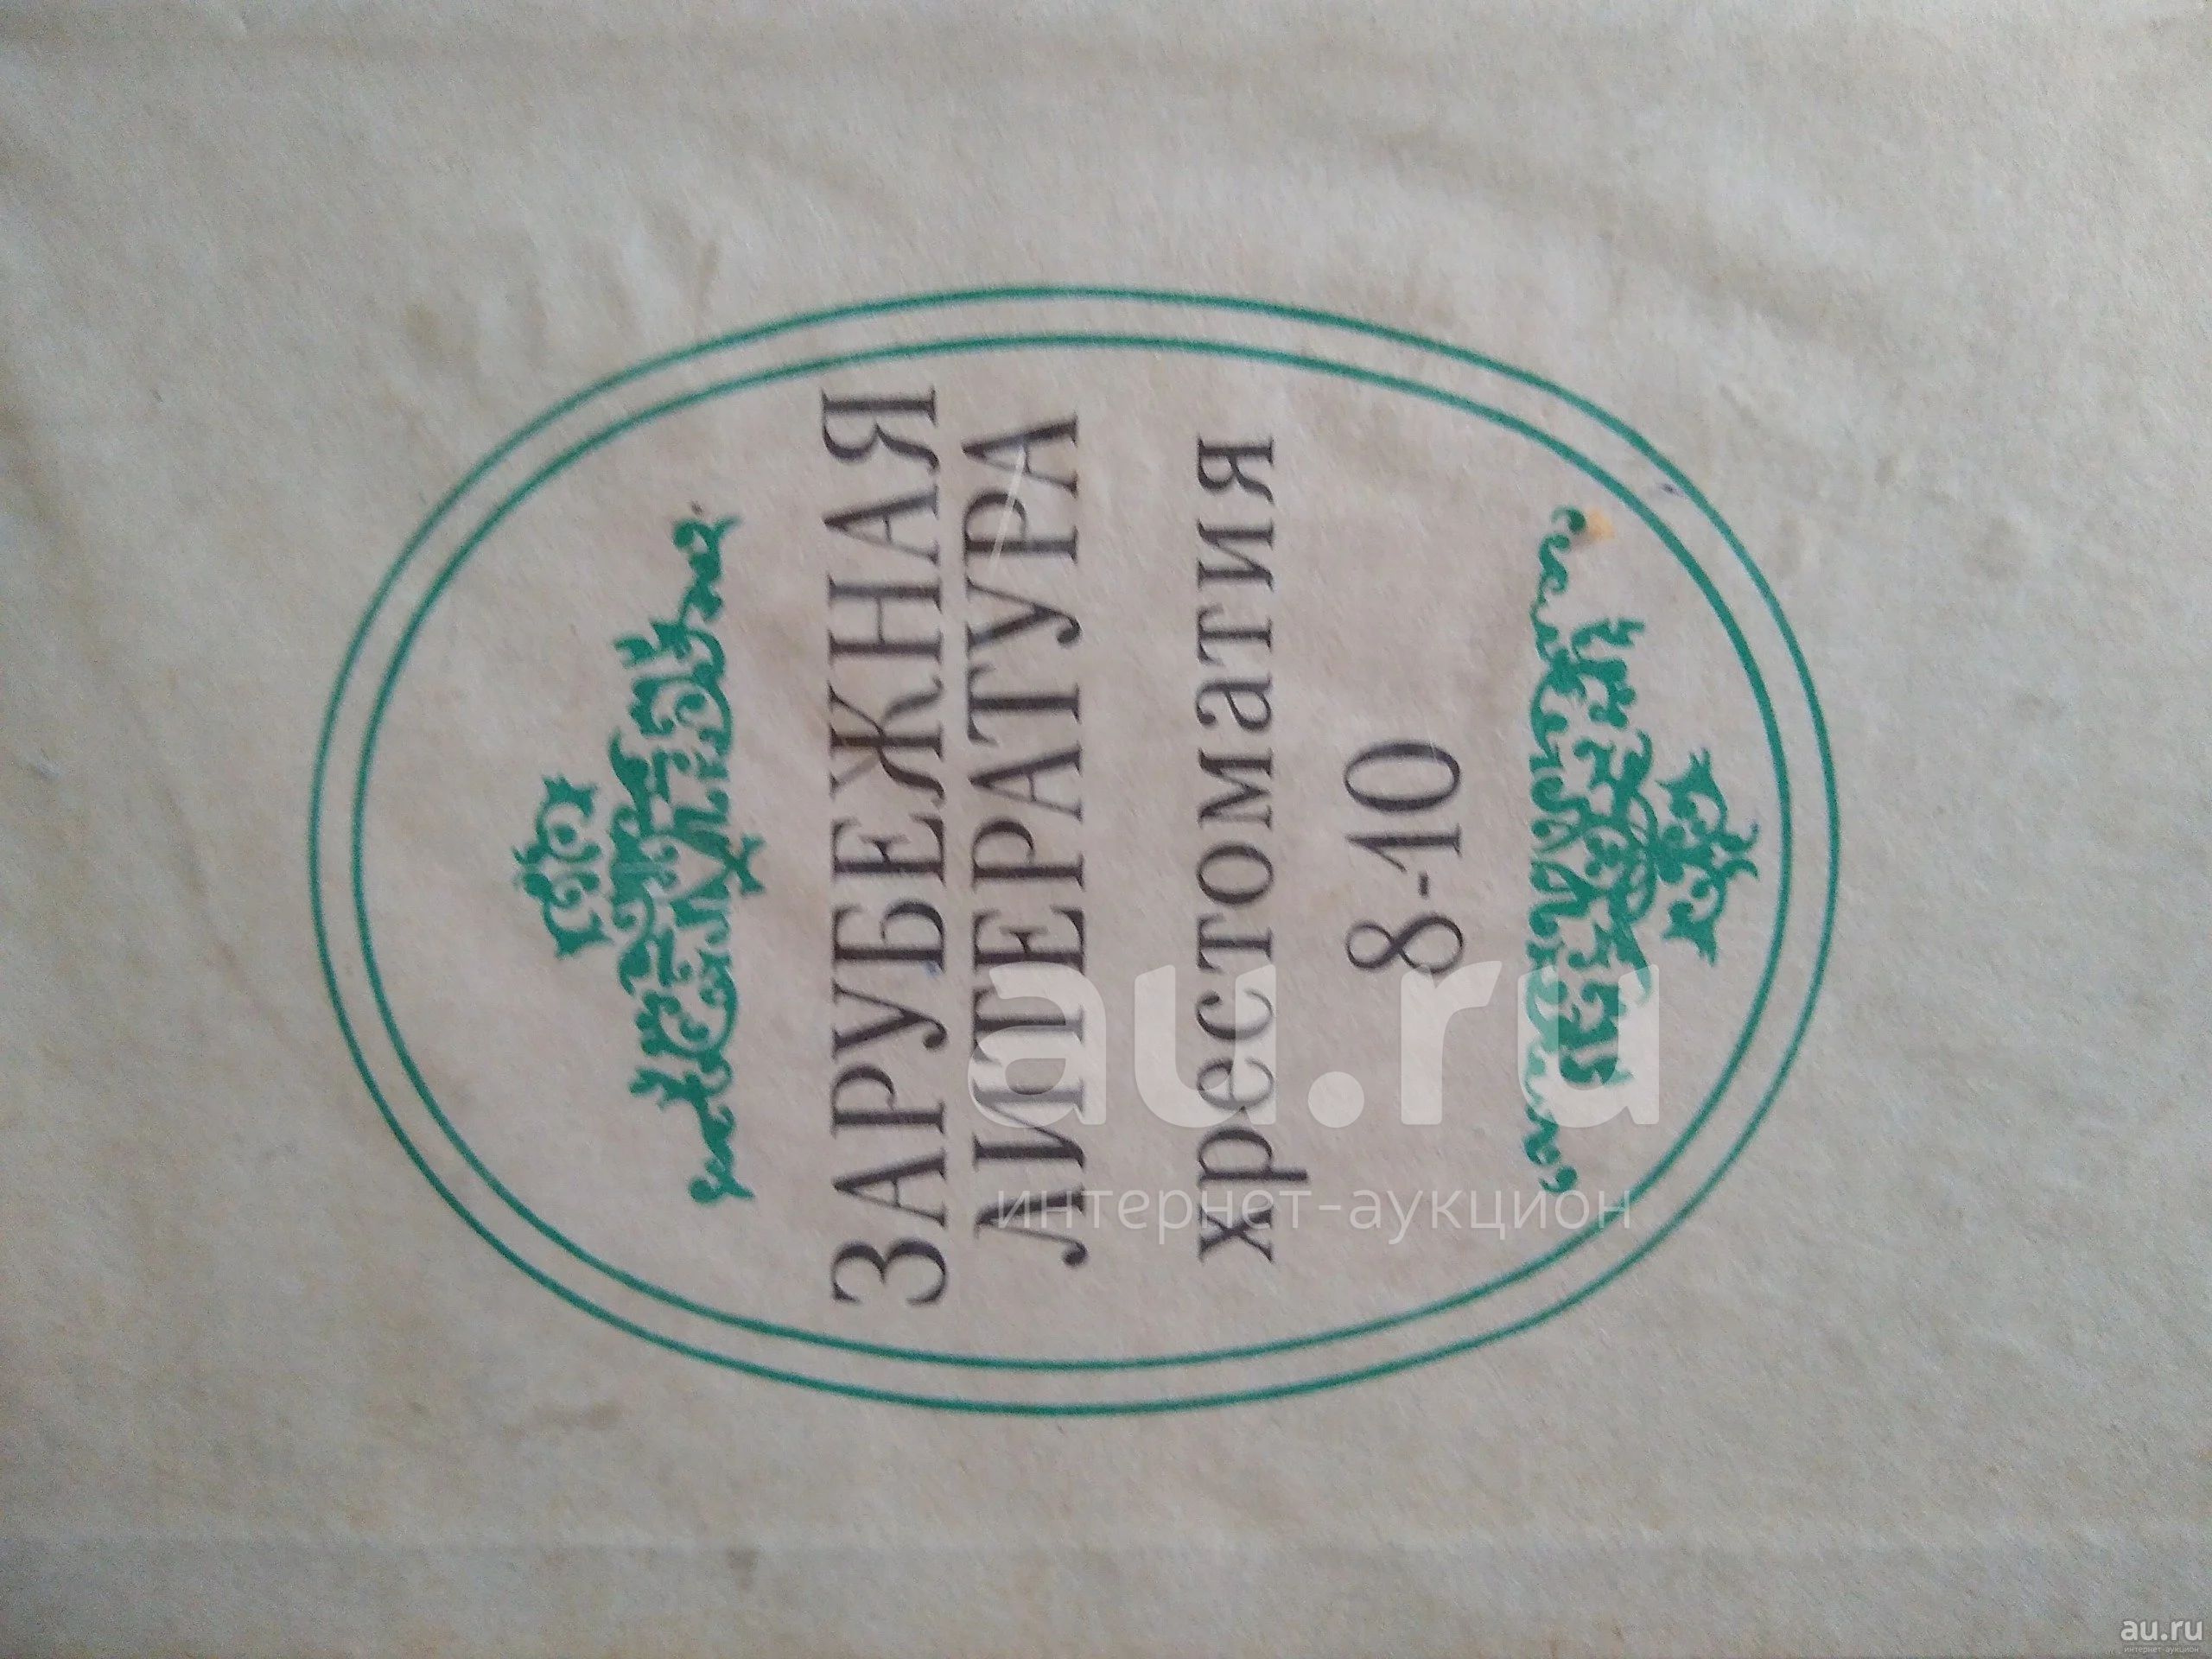 ЗАРУБЕЖНАЯ
ЛИТЕРАТУРА
хрестоматия
8-10
au.ru
интернет-аукцион
au.ru
интернет-аукцион